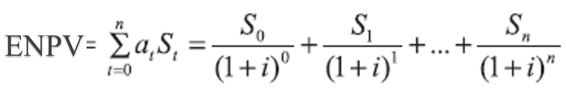 ENPV= \sum_{t=0}^{n} a_t S_t = \frac{S_0}{(1+i)^0} + \frac{S_1}{(1+i)^1} + ... + \frac{S_n}{(1+i)^n}